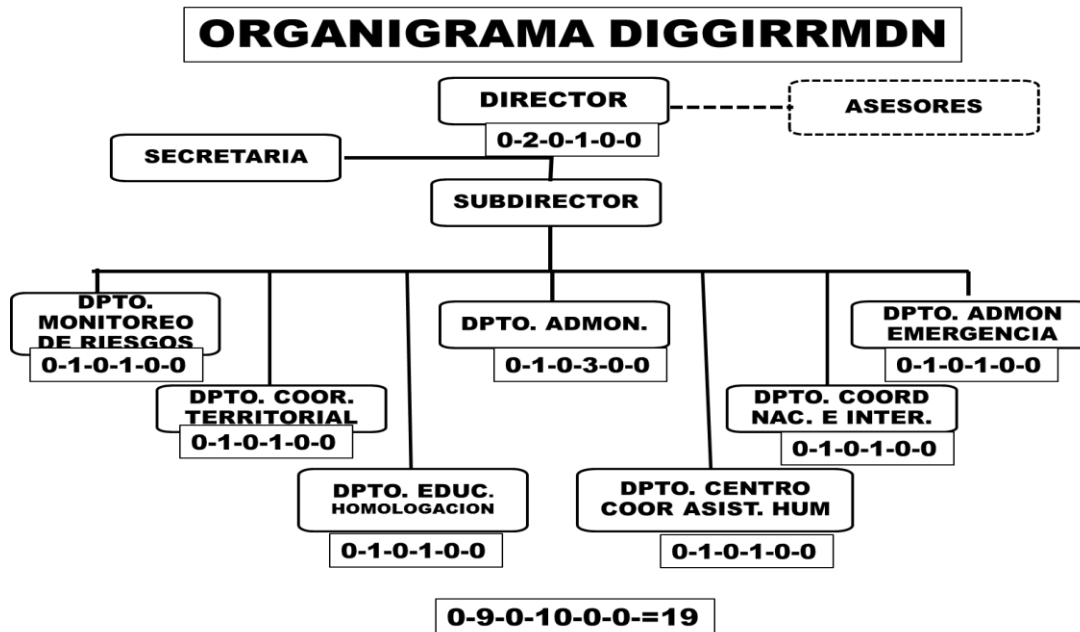 ORGANIGRAMA DIGGIRRMDN
DIRECTOR
0-2-0-1-0-0
ASESORES
SECRETARIA
SUBDIRECTOR
DPTO.
MONITOREO
DE RIESGOS
0-1-0-1-0-0
DPTO. COOR.
TERRITORIAL
0-1-0-1-0-0
DPTO. EDUC.
HOMOLOGACION
0-1-0-1-0-0
DPTO. ADMON.
0-1-0-3-0-0
DPTO. CENTRO
COOR ASIST. HUM
0-1-0-1-0-0
DPTO. COORD
NAC. E INTER.
0-1-0-1-0-0
DPTO. ADMON
EMERGENCIA
0-1-0-1-0-0
0-9-0-10-0-0-=19